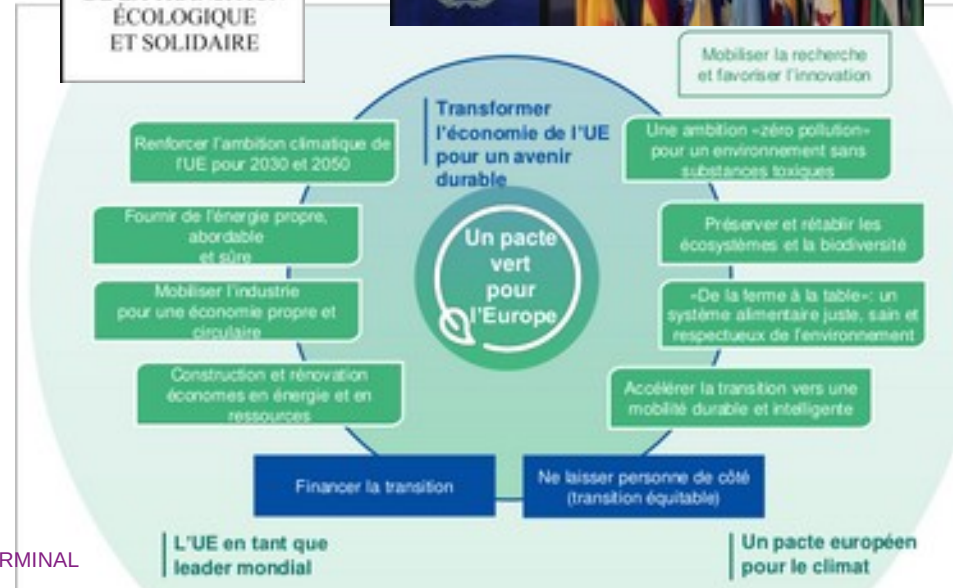 ÉCOLOGIQUE
ET SOLIDAIRE
Mobiliser la recherche
et favoriser l'innovation
Transformer
l'économie de l'UE
pour un avenir
durable
Renforcer l'ambition climatique de
l'UE pour 2030 et 2050
Une ambition «zéro pollution»
pour un environnement sans
substances toxiques
Fournir de l'énergie propre,
abordable
et sûre
Préserver et rétablir les
écosystèmes et la biodiversité
Un pacte
vert
pour
l'Europe
Mobiliser l'industrie
pour une économie propre et
circulaire
«De la ferme à la table»: un
système alimentaire juste, sain et
respectueux de l'environnement
Construction et rénovation
économes en énergie et en
ressources
Accélérer la transition vers une
mobilité durable et intelligente
Financer la transition
Ne laisser personne de côté
(transition équitable)
L'UE en tant que
leader mondial
Un pacte européen
pour le climat
RMINAL